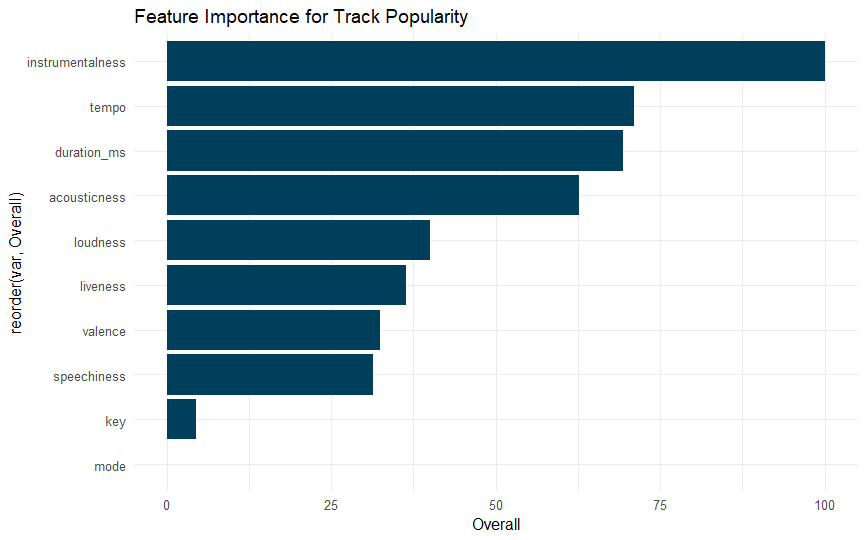 Feature Importance for Track Popularity
reorder(var, Overall)
instrumentalness
tempo
duration_ms
acousticness
loudness
liveness
valence
speechiness
key
mode
0 25 50 75 100
Overall